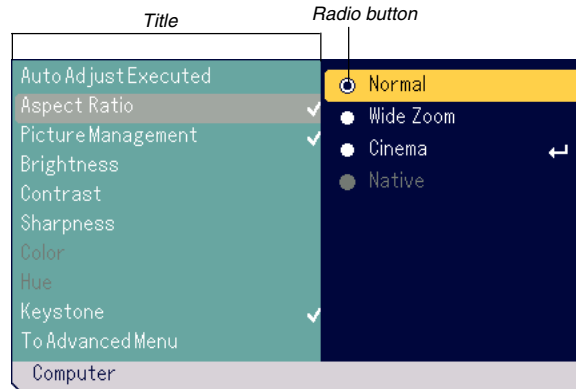 Title
Radio button
Auto Adjust Executed
Aspect Ratio
Picture Management
Brightness
Contrast
Sharpness
Color
Hue
Keystone
To Advanced Menu
Normal
Wide Zoom
Cinema
Native
Computer